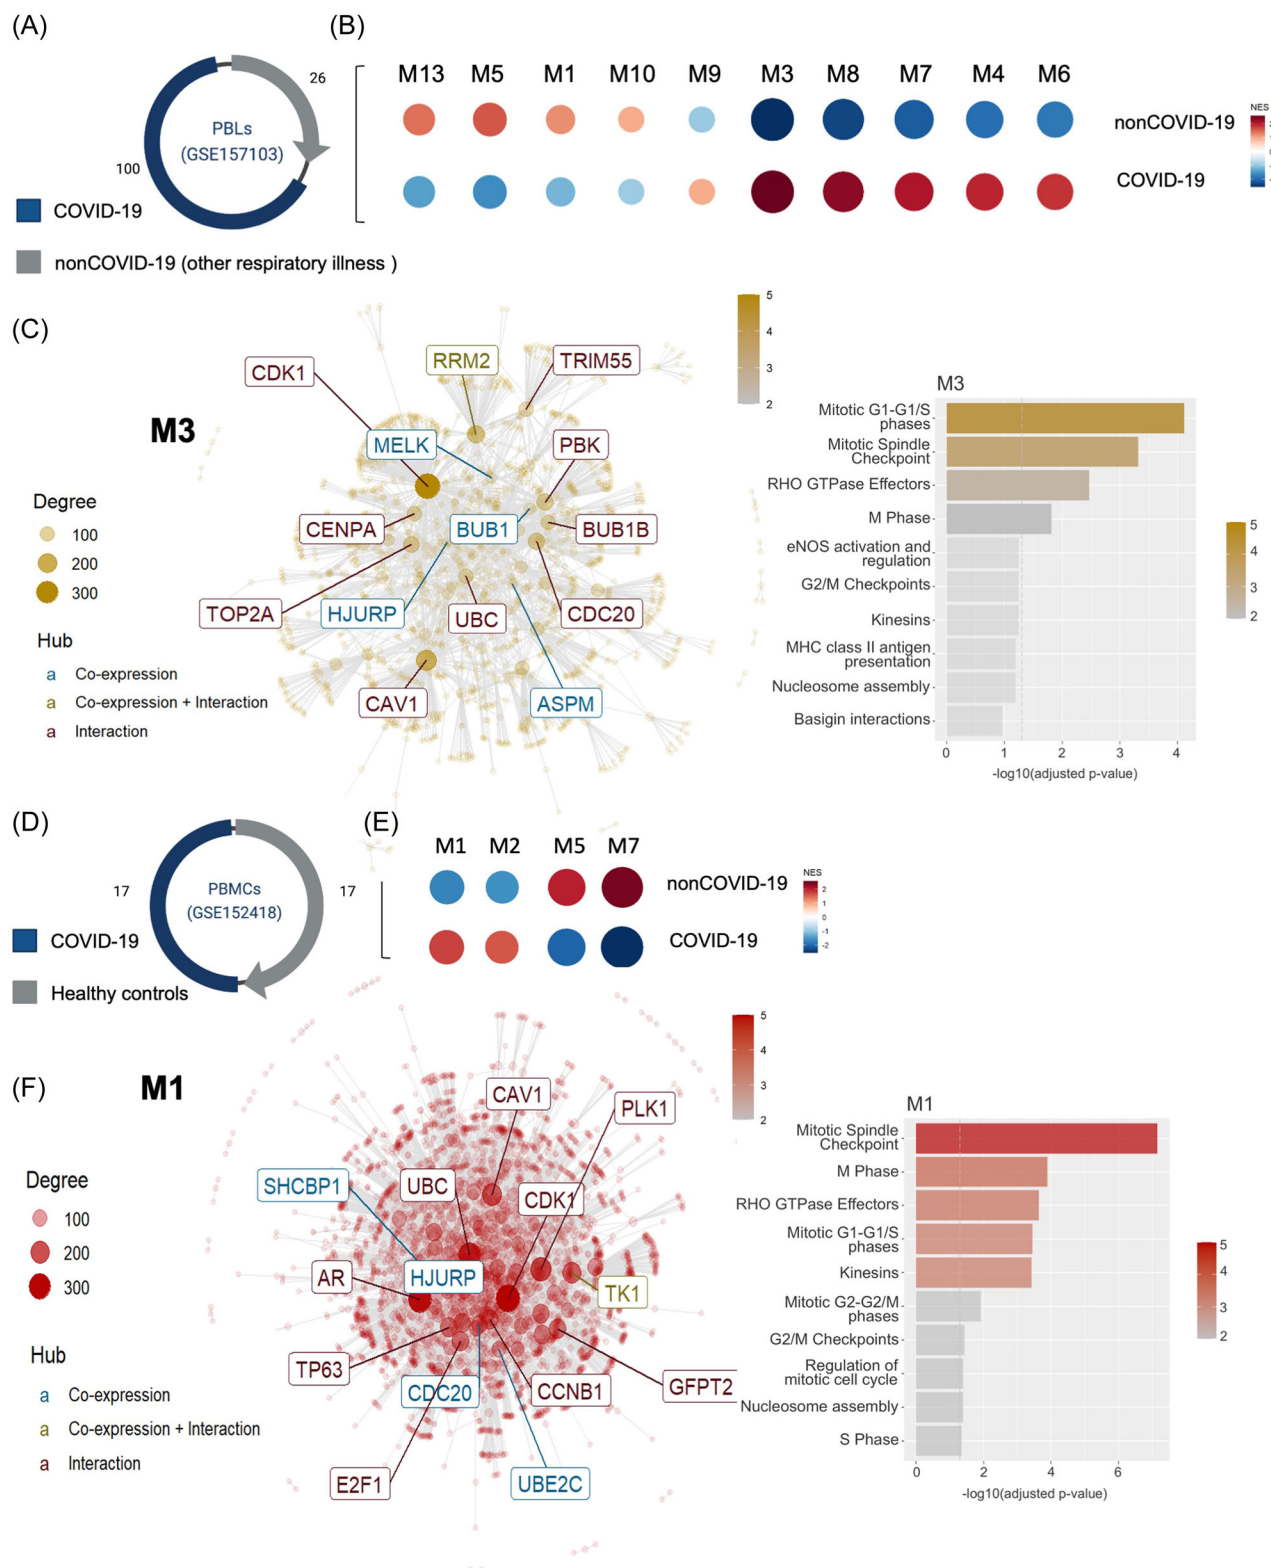 (A)
26
PBLs
(GSE157103)
100
COVID-19
nonCOVID-19 (other respiratory illness )
(B)
M13 M5 M1 M10 M9 M3 M8 M7 M4 M6
nonCOVID-19
COVID-19
NES
(C)
M3
CDK1
RRM2
TRIM55
MELK
PBK
CENPA
BUB1
BUB1B
TOP2A
HJURP
UBC
CDC20
CAV1
ASPM
5
4
3
2
Degree
100
200
300
Hub
a Co-expression
a Co-expression + Interaction
a Interaction
M3
Mitotic G1-G1/S
phases
Mitotic Spindle
Checkpoint
RHO GTPase Effectors
M Phase
eNOS activation and
regulation
G2/M Checkpoints
Kinesins
MHC class II antigen
presentation
Nucleosome assembly
Basigin interactions
0 1 2 3 4
-log10(adjusted p-value)
5
4
3
2
(D)
17
PBMCs
(GSE152418)
17
COVID-19
Healthy controls
(E)
M1 M2 M5 M7
nonCOVID-19
COVID-19
NES
2
1
0
-1
-2
(F)
M1
CAV1
PLK1
SHCBP1
UBC
CDK1
AR
HJURP
TK1
TP63
CDC20
CCNB1
GFPT2
E2F1
UBE2C
5
4
3
2
Degree
100
200
300
Hub
a Co-expression
a Co-expression + Interaction
a Interaction
M1
Mitotic Spindle
Checkpoint
M Phase
RHO GTPase Effectors
Mitotic G1-G1/S
phases
Kinesins
Mitotic G2-G2/M
phases
G2/M Checkpoints
Regulation of
mitotic cell cycle
Nucleosome assembly
S Phase
0 2 4 6
-log10(adjusted p-value)
5
4
3
2